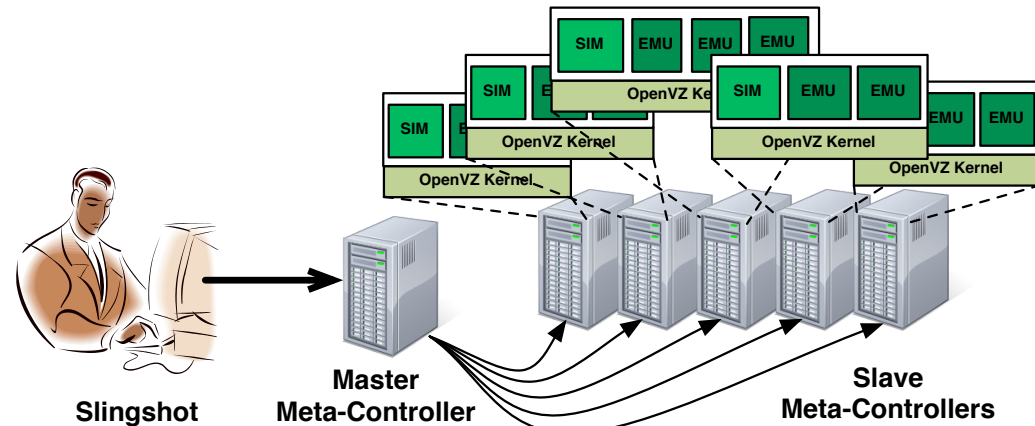 SIM EMU EMU EMU
OpenVZ Ke
SIM
OpenVZ Kernel
SIM EMU EMU
OpenVZ Kernel
SIM
OpenVZ Kernel
EMU EMU
OpenVZ Kernel
Slingshot
Master
Meta-Controller
Slave
Meta-Controllers